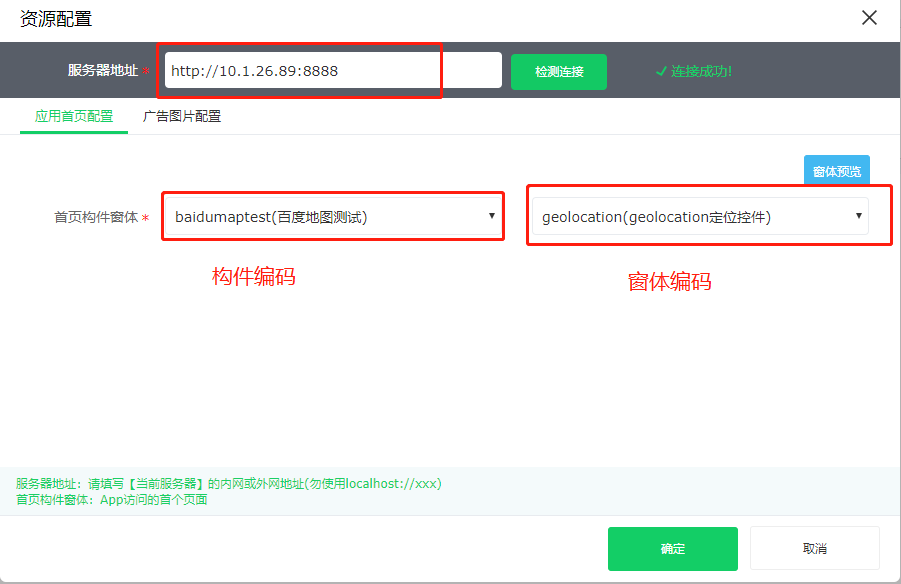 资源配置
服务器地址 * http://10.1.26.89:8888 检测连接 连接成功!
应用首页配置 广告图片配置
窗体预览
首页构件窗体 * baidumaptest(百度地图测试) geolocation(geolocation定位控件)
构件编码 窗体编码
服务器地址：请填写【当前服务器】的内网或外网地址(勿使用localhost://xxx)
首页构件窗体：App访问的首个页面
确定 取消